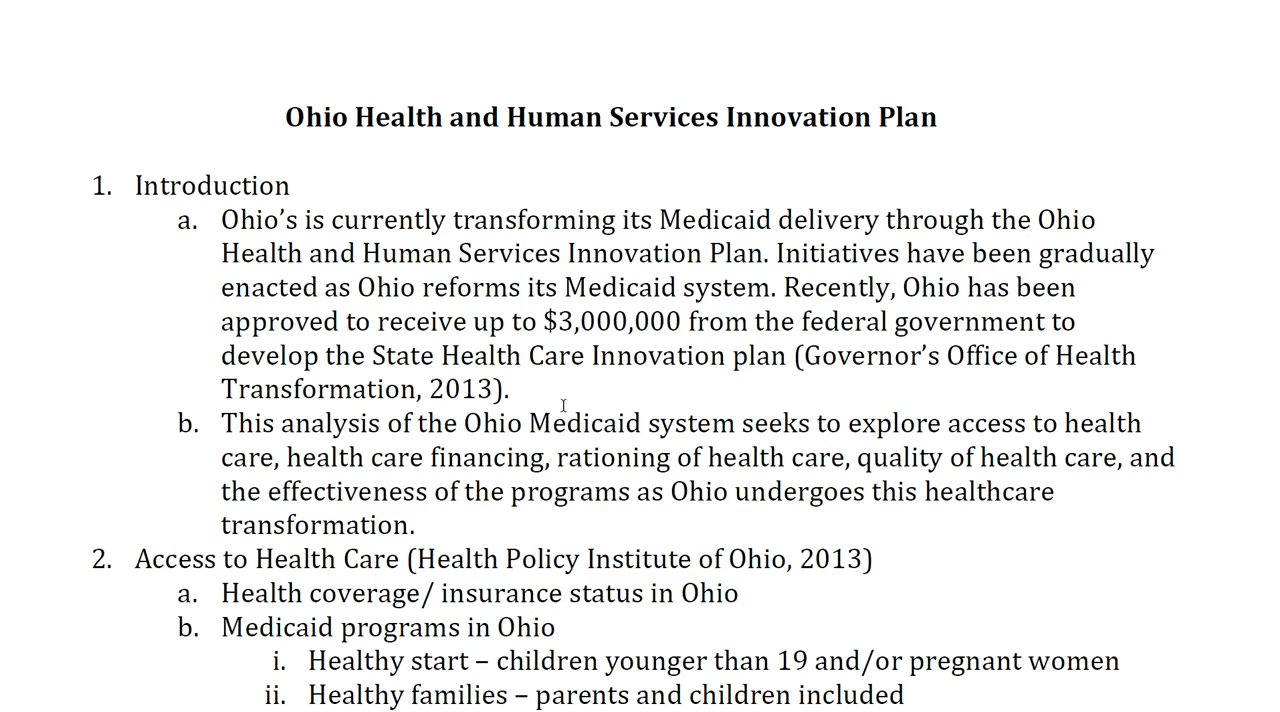 Ohio Health and Human Services Innovation Plan
1. Introduction
a. Ohio’s is currently transforming its Medicaid delivery through the Ohio
Health and Human Services Innovation Plan. Initiatives have been gradually
enacted as Ohio reforms its Medicaid system. Recently, Ohio has been
approved to receive up to $3,000,000 from the federal government to
develop the State Health Care Innovation plan (Governor’s Office of Health
Transformation, 2013).
b. This analysis of the Ohio Medicaid system seeks to explore access to health
care, health care financing, rationing of health care, quality of health care, and
the effectiveness of the programs as Ohio undergoes this healthcare
transformation.
2. Access to Health Care (Health Policy Institute of Ohio, 2013)
a. Health coverage/ insurance status in Ohio
b. Medicaid programs in Ohio
i. Healthy start – children younger than 19 and/or pregnant women
ii. Healthy families – parents and children included